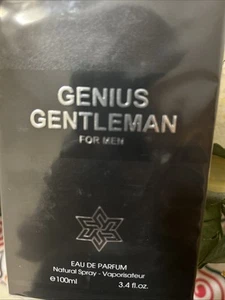 GENIUS
GENTLEMAN
FOR MEN
EAU DE PARFUM
Natural Spray - Vaporisateur
℮100ml 3.4 fl.oz.